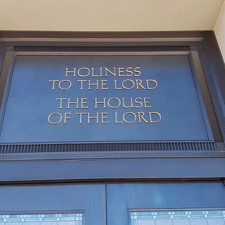 HOLINESS
TO THE LORD
THE HOUSE
OF THE LORD